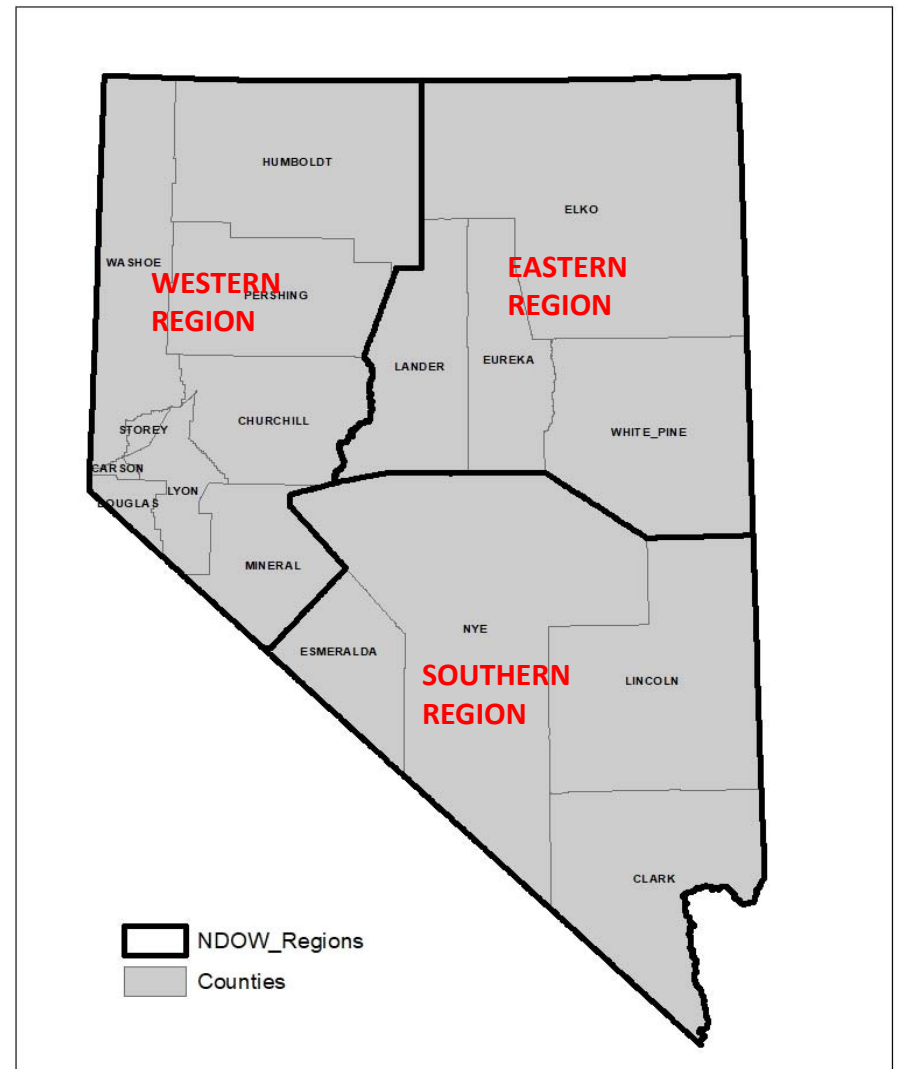 HUMBOLDT
ELKO
WASHOE
WESTERN
REGION
PERSHING
EASTERN
REGION
LANDER
EUREKA
CHURCHILL
STOREY
WHITE_PINE
CARSON
LYON
DOUGLAS
MINERAL
NYE
ESMERALDA
SOUTHERN
REGION
LINCOLN
CLARK
NDOW_Regions
Counties